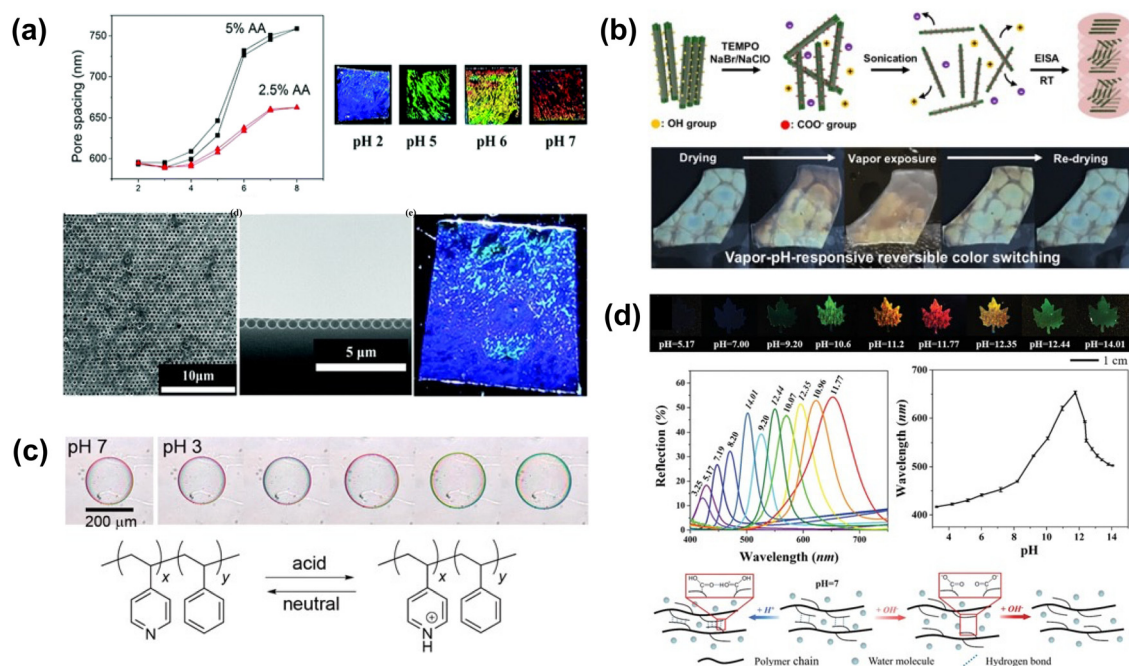 (a)
Pore spacing (nm)
750
700
650
600
2 4 6 8
5% AA
2.5% AA
pH 2 pH 5 pH 6 pH 7
(d)
(e)
10µm
5 µm
(b)
TEMPO
NaBr/NaClO
Sonication
EISA
RT
: OH group
: COO⁻ group
Drying Vapor exposure Re-drying
Vapor-pH-responsive reversible color switching
(c)
pH 7 pH 3
200 µm
x y
N
acid
neutral
x y
N
H
+
(d)
pH=5.17 pH=7.00 pH=9.20 pH=10.6 pH=11.2 pH=11.77 pH=12.35 pH=12.44 pH=14.01
1 cm
Reflection (%)
60
50
40
30
20
10
0
3.25 5.17 7.19 8.20 14.01 9.20 12.44 10.07 12.35 10.96 11.77
400 500 600 700
Wavelength (nm)
Wavelength (nm)
700
600
500
400
4 6 8 10 12 14
pH
pH=7
+ H⁺
+ OH⁻
+ OH⁻
Polymer chain Water molecule Hydrogen bond